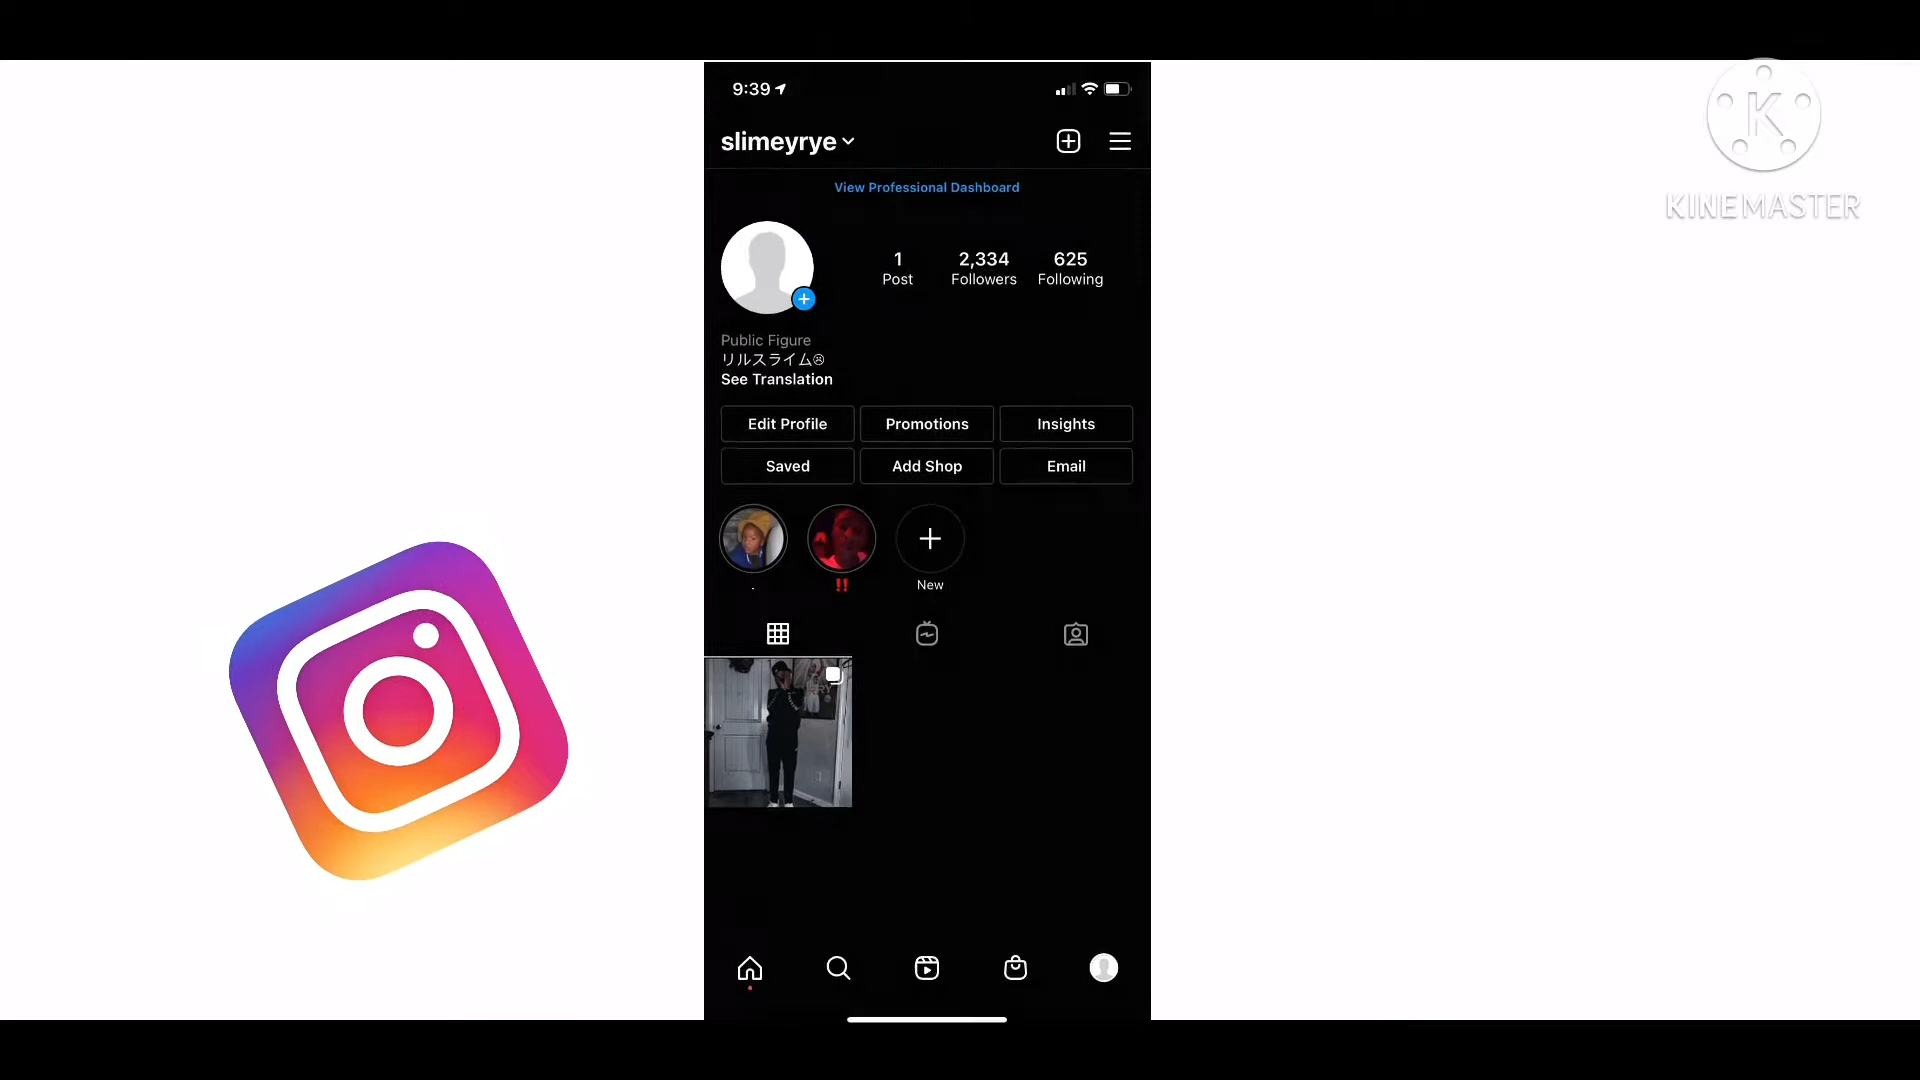 9:39
slimeyrye
View Professional Dashboard
1
Post
2,334
Followers
625
Following
Public Figure
リルスライム☹
See Translation
Edit Profile
Promotions
Insights
Saved
Add Shop
Email
.
‼
New
K
KINEMASTER